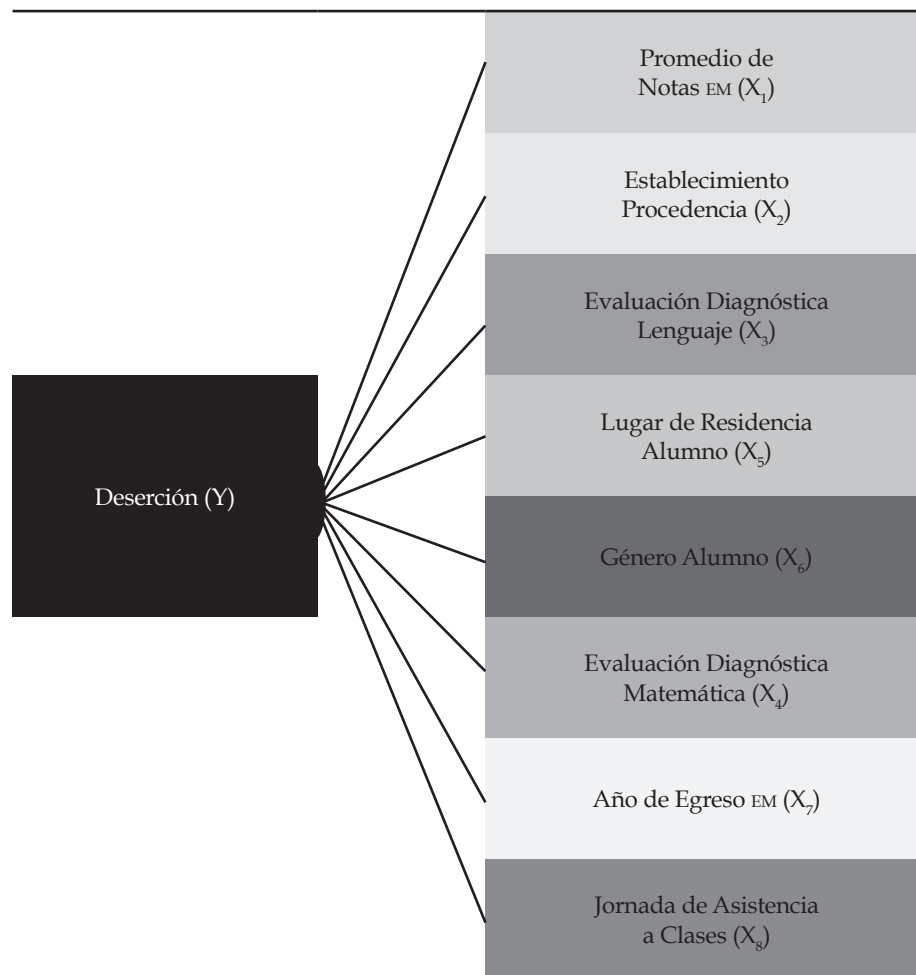 Promedio de
Notas EM (X₁)
Establecimiento
Procedencia (X₂)
Evaluación Diagnóstica
Lenguaje (X₃)
Lugar de Residencia
Alumno (X₅)
Deserción (Y)
Género Alumno (X₆)
Evaluación Diagnóstica
Matemática (X₄)
Año de Egreso EM (X₇)
Jornada de Asistencia
a Clases (X₈)